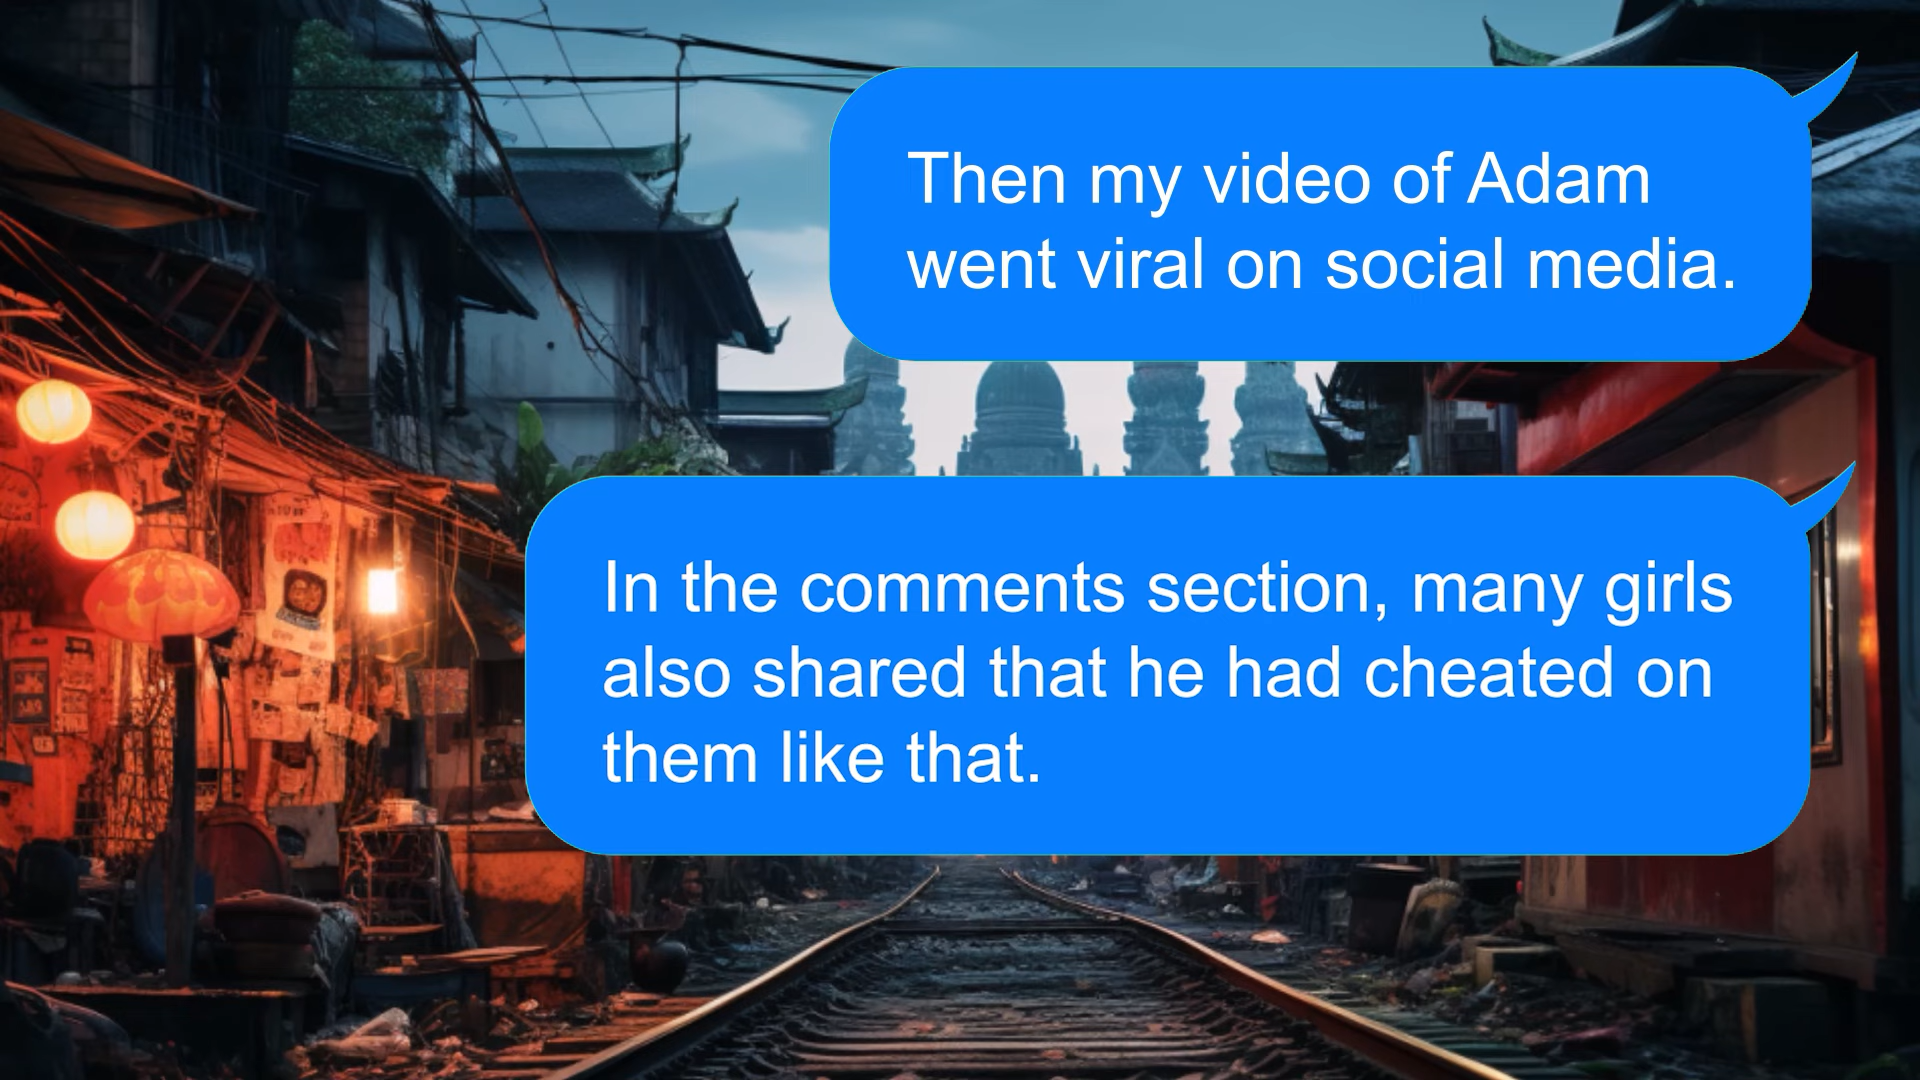 Then my video of Adam
went viral on social media.
In the comments section, many girls
also shared that he had cheated on
them like that.